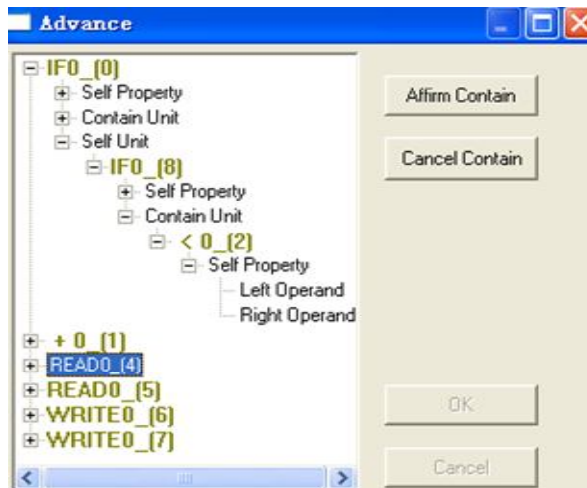 Advance
IF0_(0)
Self Property
Affirm Contain
Contain Unit
Self Unit
Cancel Contain
IF0_(8)
Self Property
Contain Unit
< 0_(2)
Self Property
Left Operand
Right Operand
+ 0_(1)
READ0_(4)
READ0_(5)
OK
WRITE0_(6)
WRITE0_(7)
Cancel